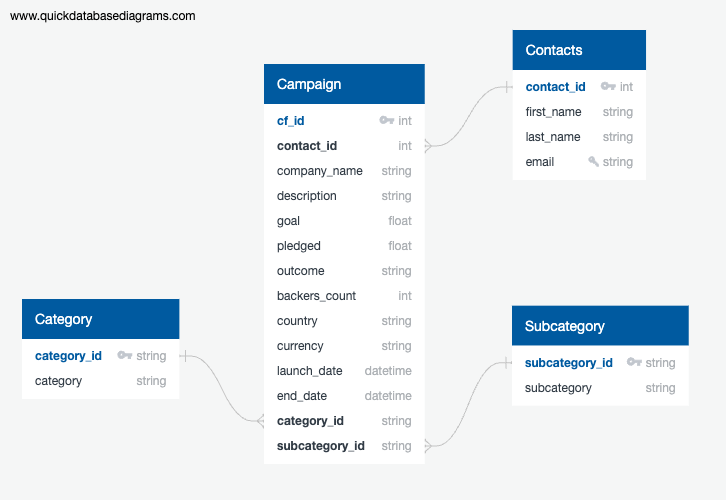 www.quickdatabasediagrams.com
Contacts
contact_id int
first_name string
last_name string
email string
Campaign
cf_id int
contact_id int
company_name string
description string
goal float
pledged float
outcome string
backers_count int
country string
currency string
launch_date datetime
end_date datetime
category_id string
subcategory_id string
Category
category_id string
category string
Subcategory
subcategory_id string
subcategory string